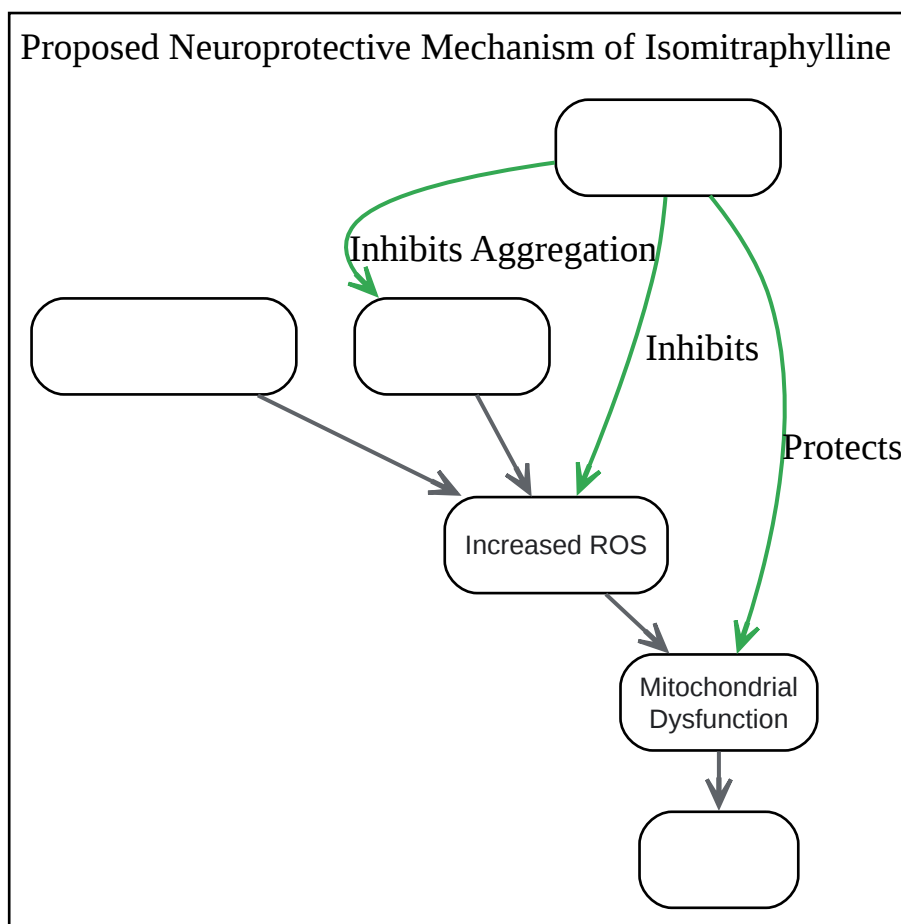 Proposed Neuroprotective Mechanism of Isomitraphylline
Inhibits Aggregation
Inhibits
Protects
Increased ROS
Mitochondrial
Dysfunction